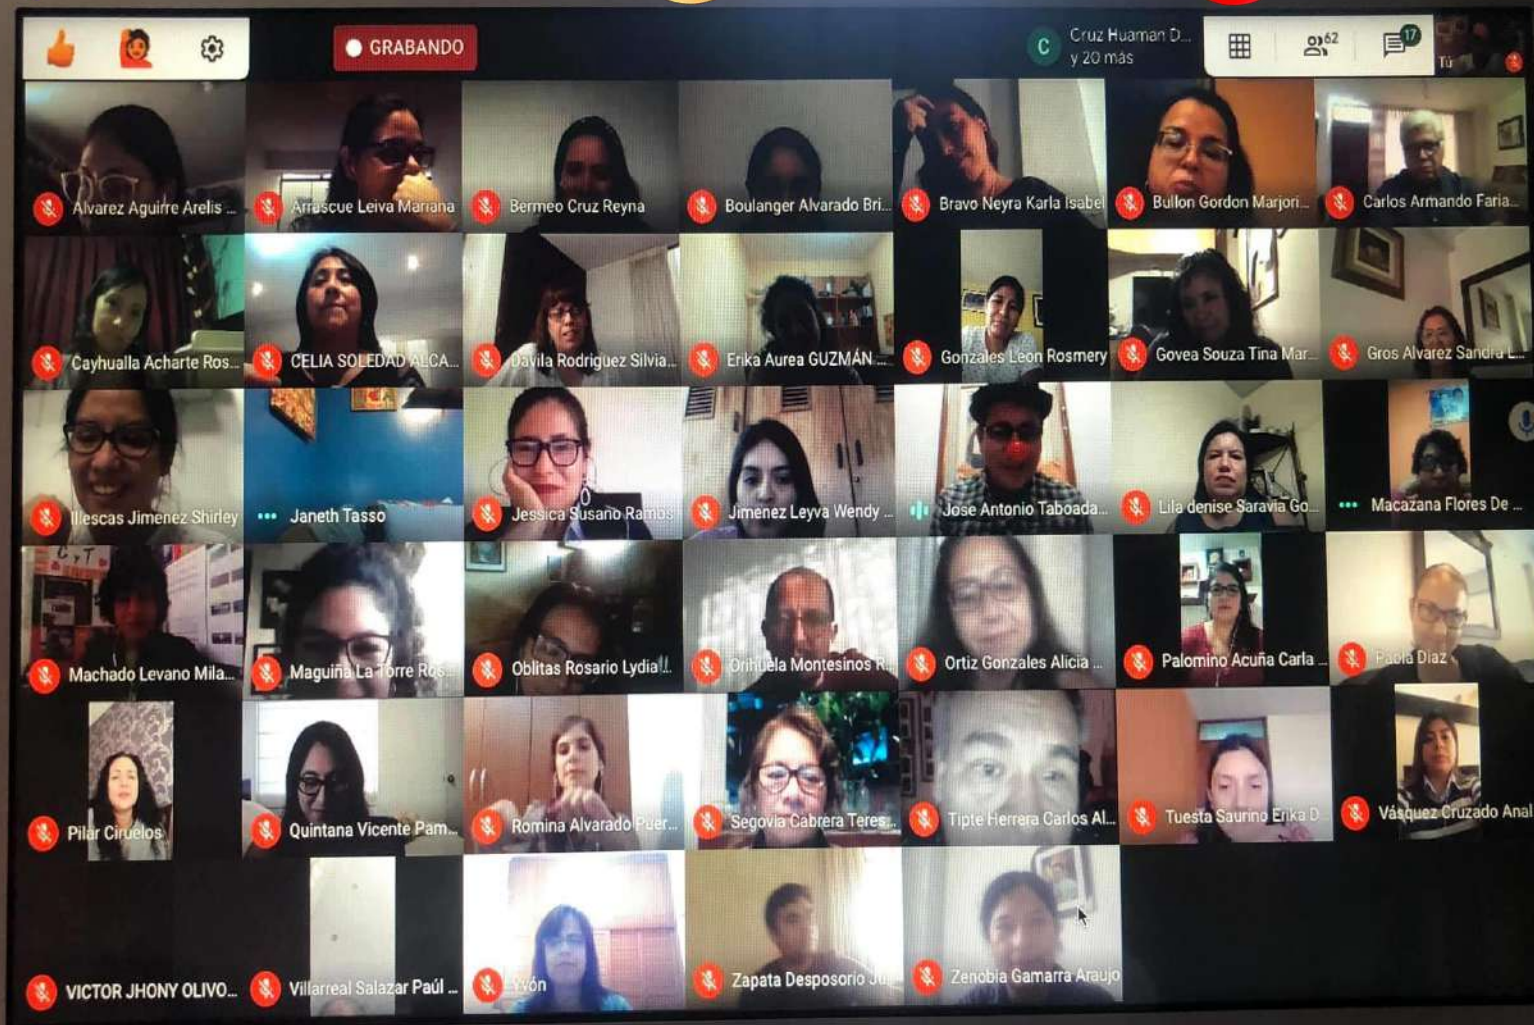 GRABANDO
C
Cruz Huaman D...
y 20 más
62
17
Tú
Alvarez Aguirre Arelis ...
Arrascue Leiva Mariana
Bermeo Cruz Reyna
Boulanger Alvarado Bri...
Bravo Neyra Karla Isabel
Bullon Gordon Marjori...
Carlos Armando Faria...
Cayhualla Acharte Ros...
CELIA SOLEDAD ALCA...
Davila Rodriguez Silvia...
Erika Aurea GUZMÁN ...
Gonzales Leon Rosmery
Govea Souza Tina Mar...
Gros Alvarez Sandra L...
Illescas Jimenez Shirley
Janeth Tasso
Jessica Susano Ramos
Jimenez Leyva Wendy ...
Jose Antonio Taboada...
Lila denise Saravia Go...
Macazana Flores De ...
CyT
Machado Levano Mila...
Maguiña La Torre Ros...
Oblitas Rosario Lydia ...
Orihuela Montesinos R...
Ortiz Gonzales Alicia ...
Palomino Acuña Carla ...
Paola Diaz
Pilar Ciruelos
Quintana Vicente Pam...
Romina Alvarado Puer...
Segovia Cabrera Teres...
Tipte Herrera Carlos Al...
Tuesta Saurino Erika D...
Vásquez Cruzado Anal
VICTOR JHONY OLIVO...
Villarreal Salazar Paúl ...
Yvón
Zapata Desposorio Ju
Zenobia Gamarra Araujo